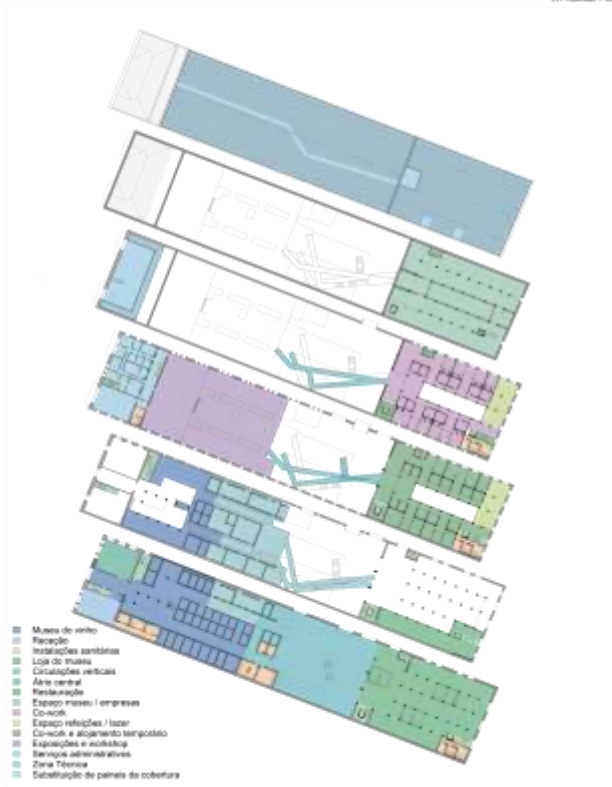 Museu do vinho
Receção
Instalações sanitárias
Loja do museu
Circulações verticais
Átrio central
Restauração
Espaço museu / empresas
Co-work
Espaço refeições / lazer
Co-work e alojamento temporário
Exposições e workshop
Serviços administrativos
Zona Técnica
Substituição de paineis da cobertura